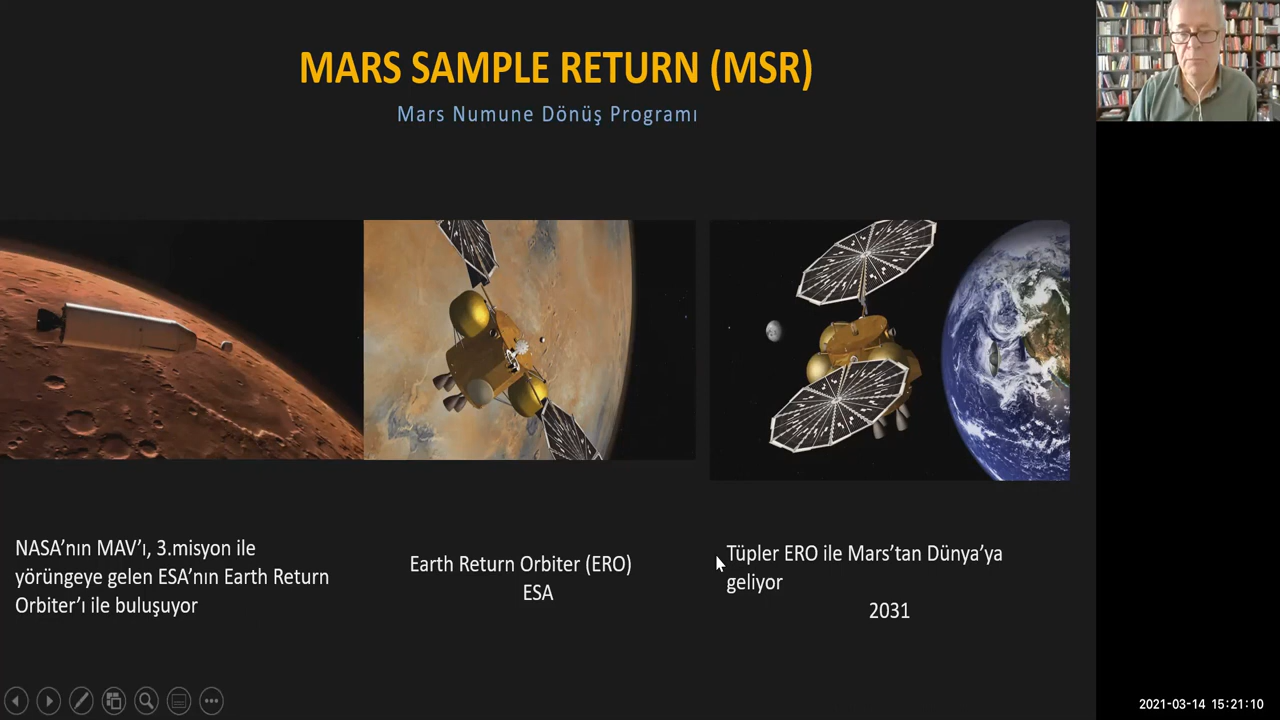 MARS SAMPLE RETURN (MSR)
Mars Numune Dönüş Programı
NASA’nın MAV’ı, 3.misyon ile
yörüngeye gelen ESA’nın Earth Return
Orbiter’ı ile buluşuyor
Earth Return Orbiter (ERO)
ESA
Tüpler ERO ile Mars’tan Dünya’ya
geliyor
2031
2021-03-14 15:21:10